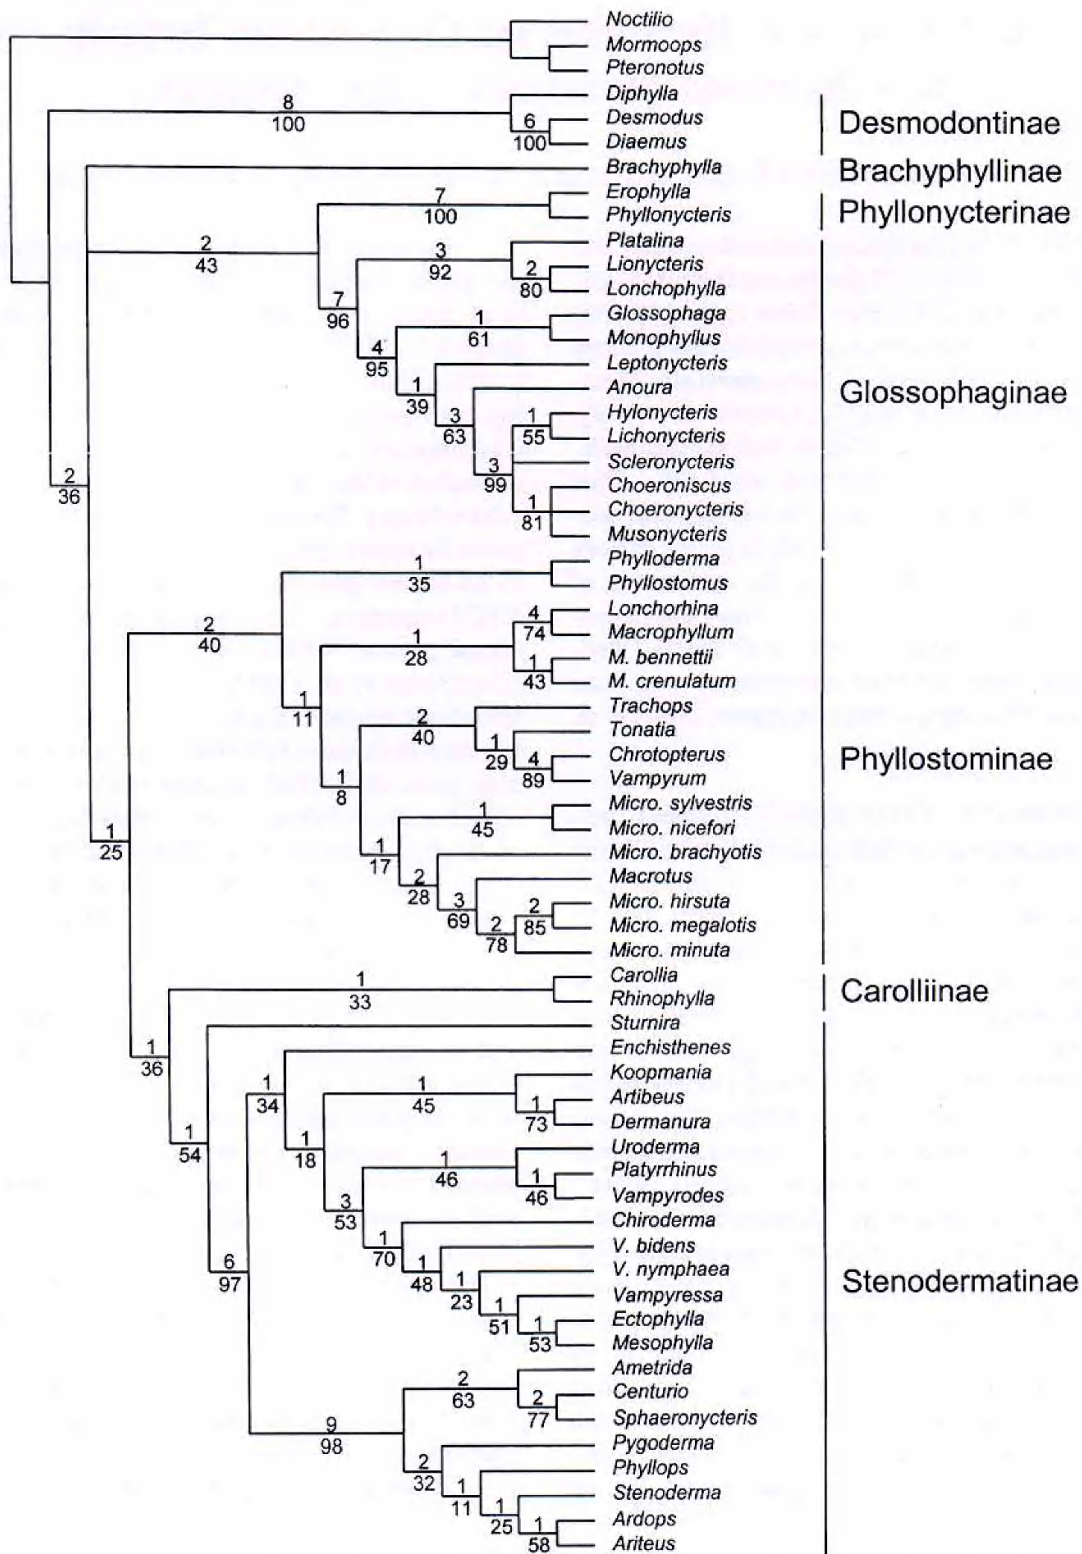 Noctilio
Mormoops
Pteronotus
Diphylla
8
100
Desmodus
6
100
Diaemus
Desmodontinae
Brachyphylla
Brachyphyllinae
Erophylla
7
100
Phyllonycteris
Phyllonycterinae
2
43
Platalina
3
92
Lionycteris
2
80
Lonchophylla
7
96
Glossophaga
1
61
Monophyllus
4
95
Leptonycteris
1
39
Anoura
Glossophaginae
3
63
Hylonycteris
1
55
Lichonycteris
3
99
Scleronycteris
Choeroniscus
1
81
Choeronycteris
Musonycteris
2
36
Phylloderma
1
35
Phyllostomus
2
40
Lonchorhina
4
74
Macrophyllum
1
28
M. bennettii
1
43
M. crenulatum
1
11
Trachops
2
40
Tonatia
1
29
Chrotopterus
4
89
Vampyrum
Phyllostominae
1
8
Micro. sylvestris
1
45
Micro. nicefori
1
17
Micro. brachyotis
2
28
Macrotus
3
69
Micro. hirsuta
2
85
Micro. megalotis
2
78
Micro. minuta
1
25
Carollia
1
33
Rhinophylla
Carolliinae
1
36
Sturnira
Enchisthenes
1
34
Koopmania
1
45
Artibeus
1
73
Dermanura
1
54
1
18
Uroderma
1
46
Platyrrhinus
1
46
Vampyrodes
3
53
Chiroderma
1
70
V. bidens
1
48
V. nymphaea
1
23
Vampyressa
1
51
Ectophylla
1
53
Mesophylla
Stenodermatinae
6
97
Ametrida
2
63
Centurio
2
77
Sphaeronycteris
9
98
Pygoderma
2
32
Phyllops
1
11
Stenoderma
1
25
Ardops
1
58
Ariteus